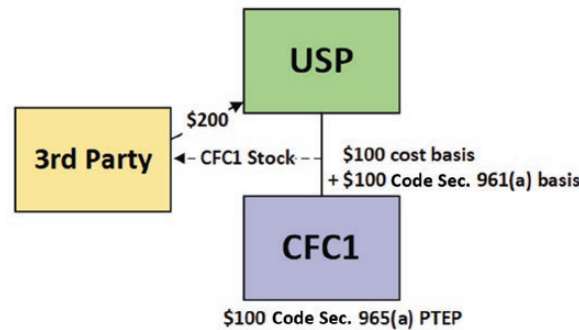 USP
$200
3rd Party
CFC1 Stock
$100 cost basis
+ $100 Code Sec. 961(a) basis
CFC1
$100 Code Sec. 965(a) PTEP